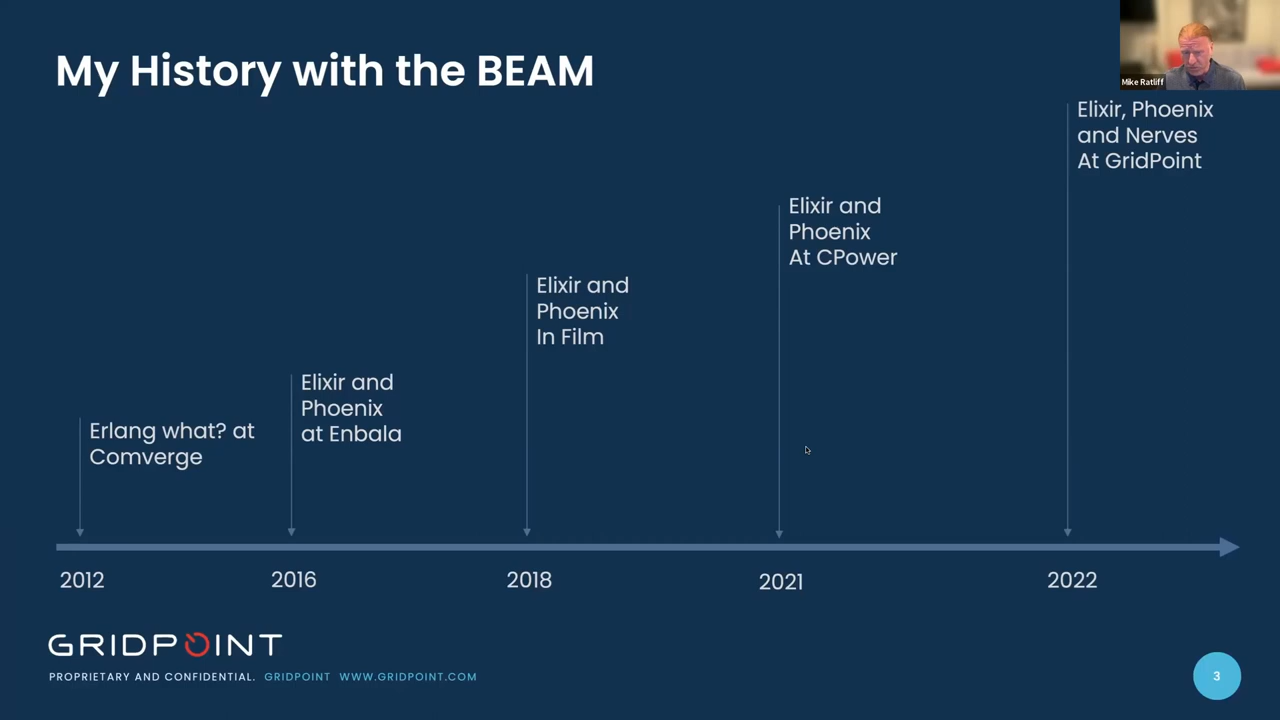 My History with the BEAM
Mike Ratliff
Elixir, Phoenix
and Nerves
At GridPoint
Elixir and
Phoenix
At CPower
Elixir and
Phoenix
In Film
Elixir and
Phoenix
at Enbala
Erlang what? at
Comverge
2012
2016
2018
2021
2022
GRIDPOINT
PROPRIETARY AND CONFIDENTIAL. GRIDPOINT WWW.GRIDPOINT.COM
3